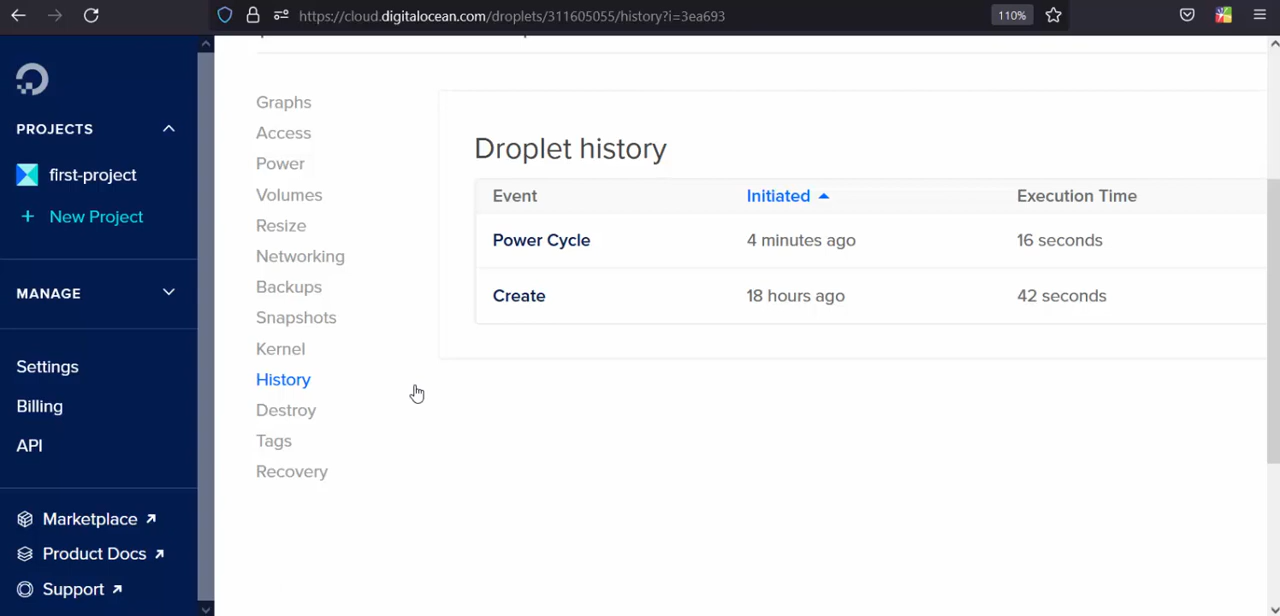 https://cloud.digitalocean.com/droplets/311605055/history?i=3ea693
110%
PROJECTS
first-project
+ New Project
MANAGE
Settings
Billing
API
Marketplace ↗
Product Docs ↗
Support ↗
Graphs
Access
Power
Volumes
Resize
Networking
Backups
Snapshots
Kernel
History
Destroy
Tags
Recovery
Droplet history
Event Initiated Execution Time
Power Cycle 4 minutes ago 16 seconds
Create 18 hours ago 42 seconds